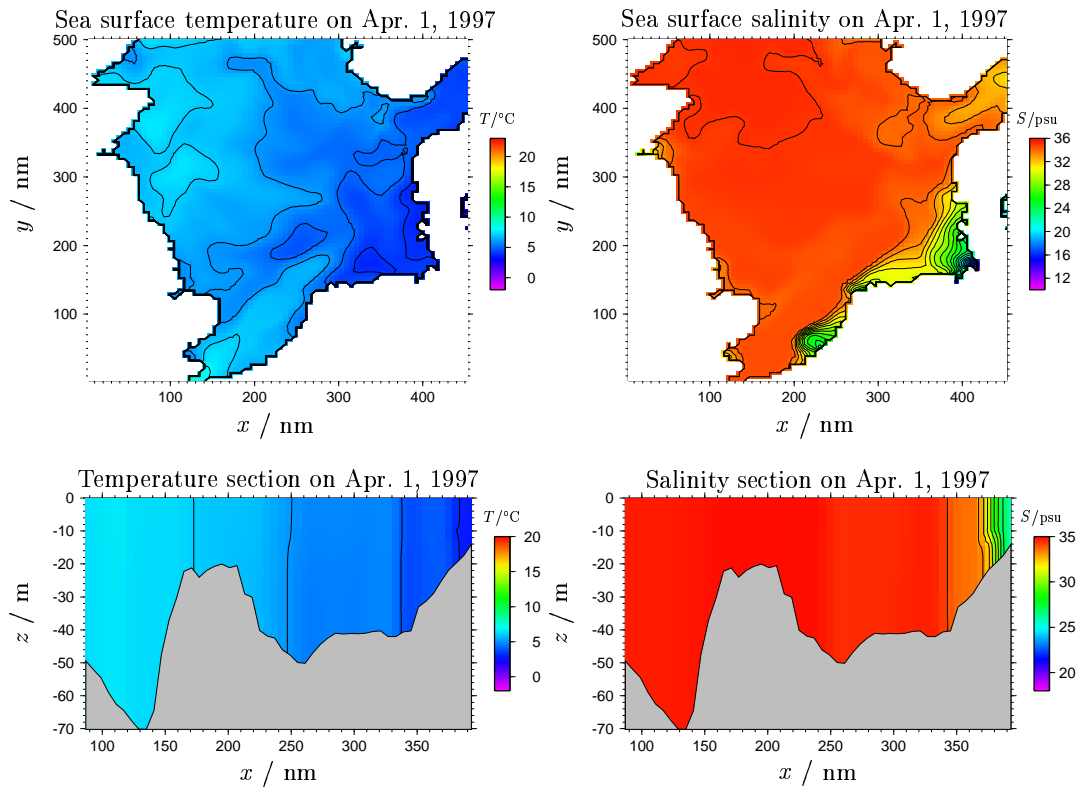 Sea surface temperature on Apr. 1, 1997
500
400
300
200
100
100 200 300 400
x / nm
y / nm
T/°C
20
15
10
5
0
Sea surface salinity on Apr. 1, 1997
500
400
300
200
100
100 200 300 400
x / nm
y / nm
S/psu
36
32
28
24
20
16
12
Temperature section on Apr. 1, 1997
0
-10
-20
-30
-40
-50
-60
-70
100 150 200 250 300 350
x / nm
z / m
T/°C
20
15
10
5
0
Salinity section on Apr. 1, 1997
0
-10
-20
-30
-40
-50
-60
-70
100 150 200 250 300 350
x / nm
z / m
S/psu
35
30
25
20